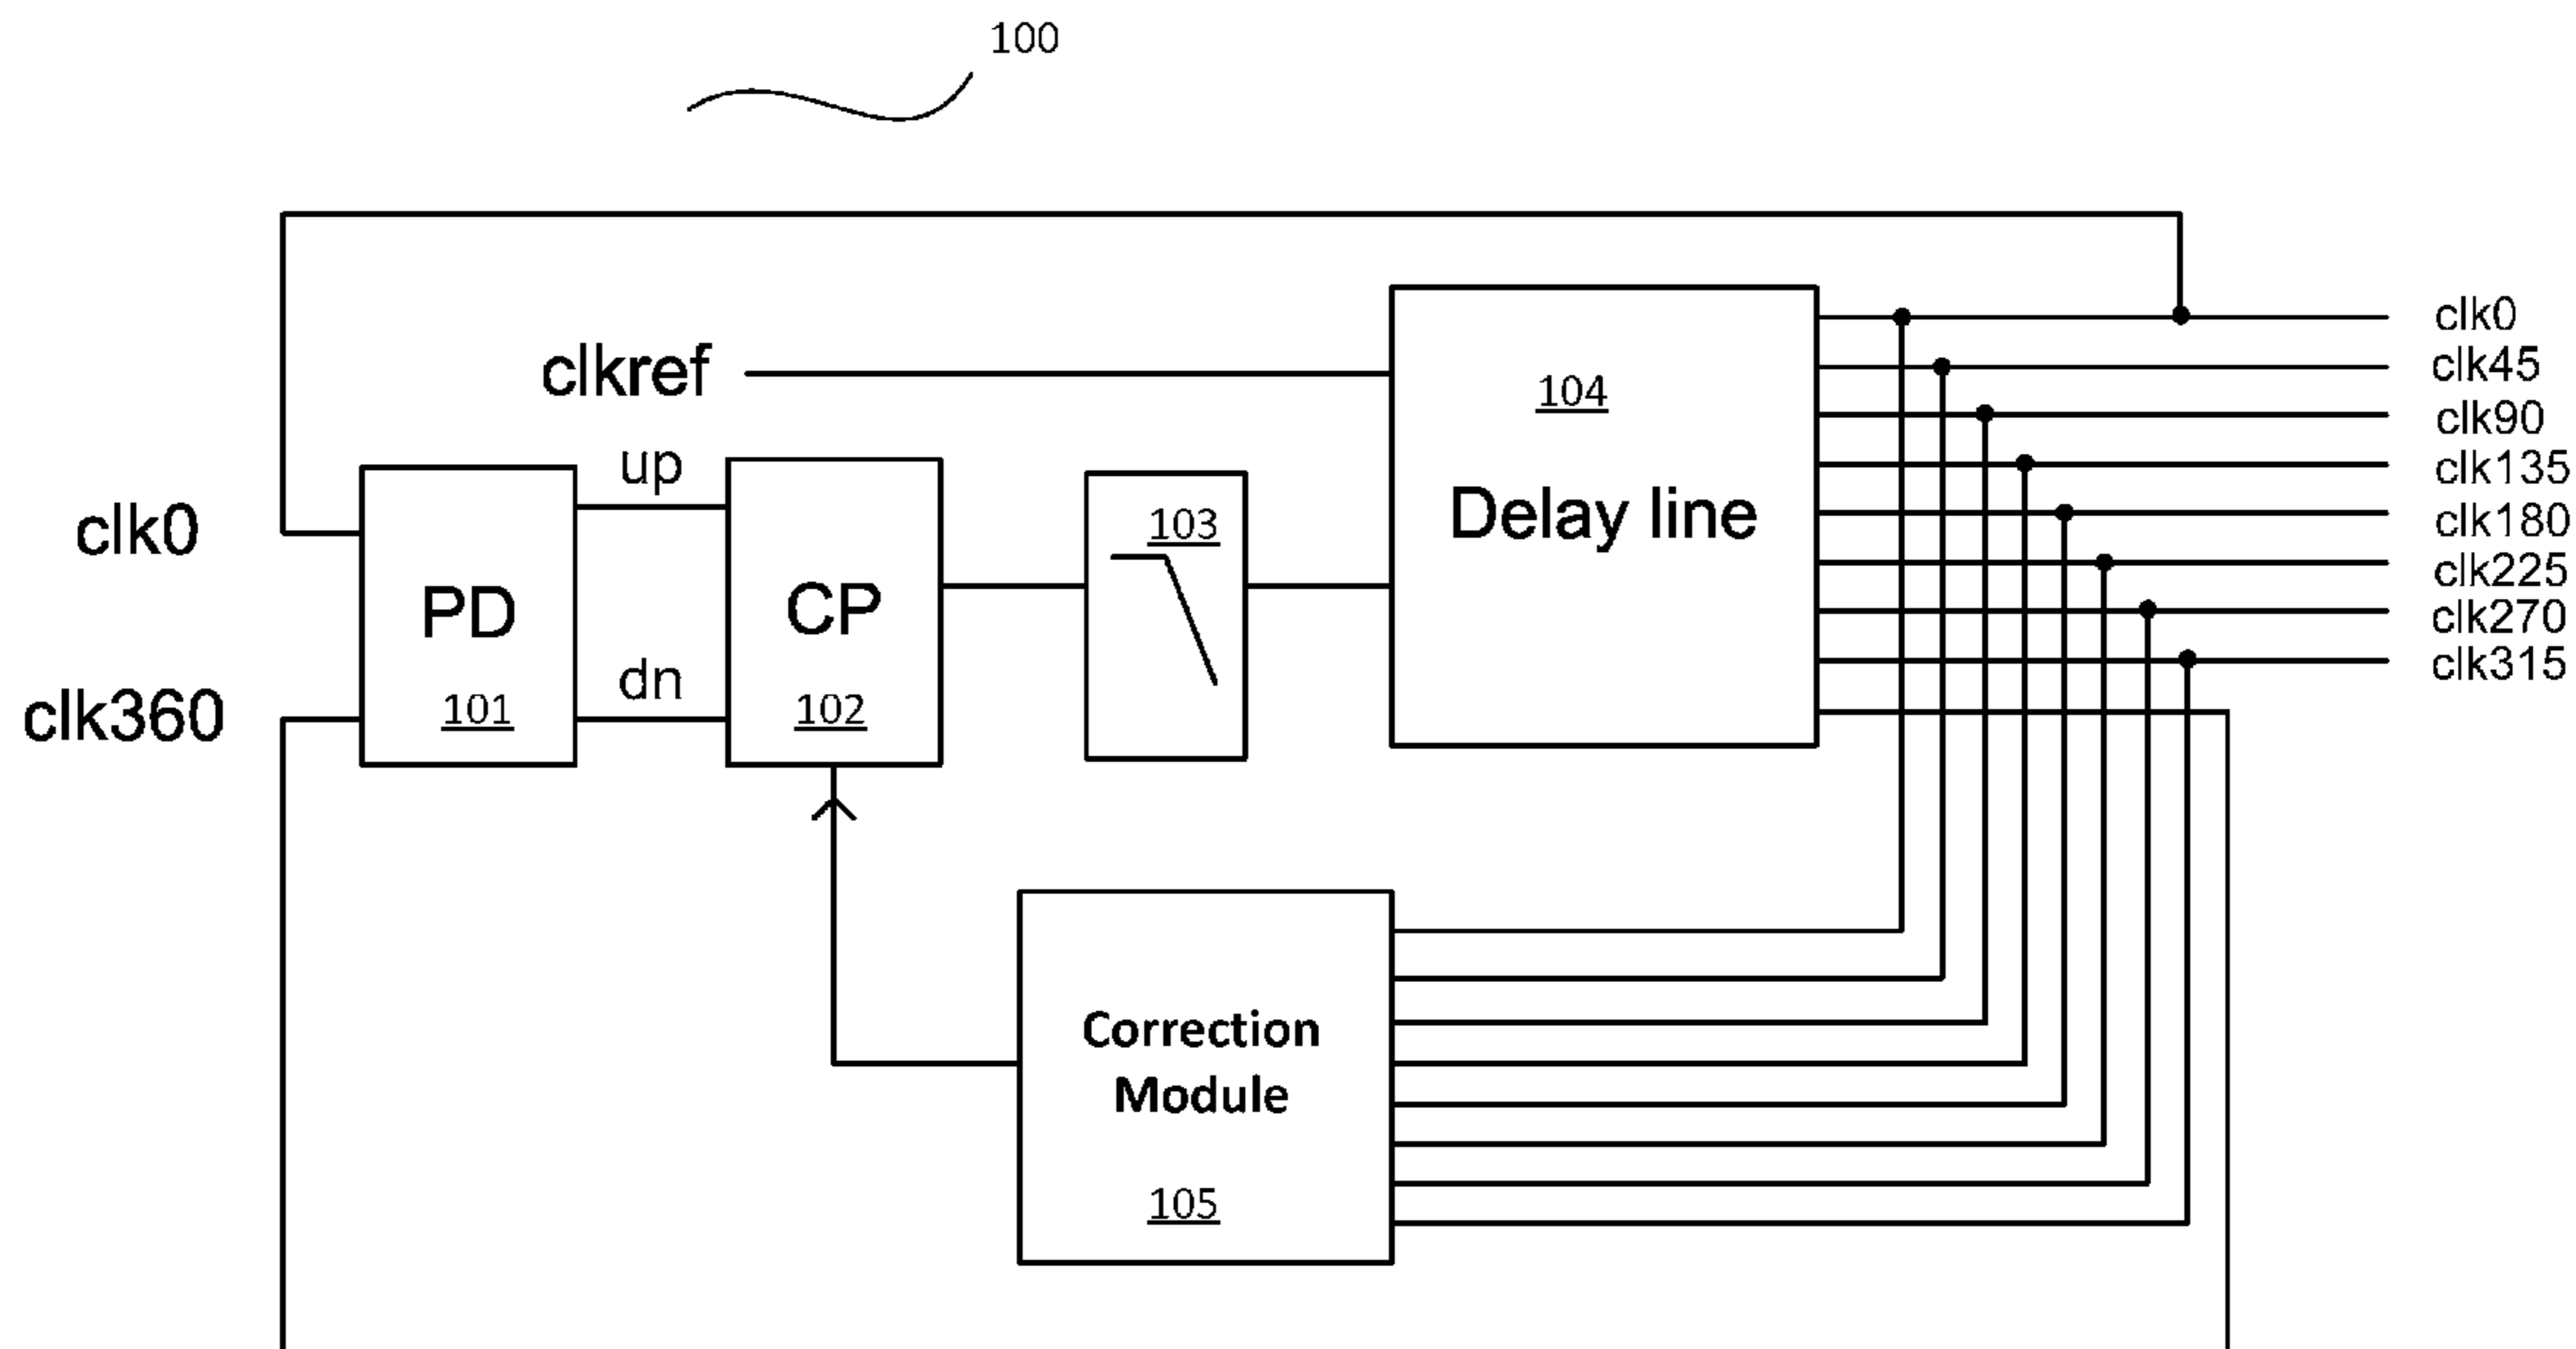 100
clk0
clk45
clk90
clk135
clk180
clk225
clk270
clk315
clkref
104
Delay line
up
103
clk0
PD
CP
dn
101
102
clk360
Correction
Module
105